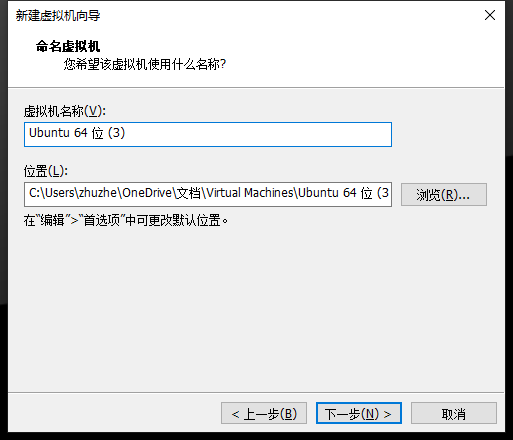 新建虚拟机向导
命名虚拟机
您希望该虚拟机使用什么名称?
虚拟机名称(V):
Ubuntu 64 位 (3)
位置(L):
C:\Users\zhuzhe\OneDrive\文档\Virtual Machines\Ubuntu 64 位 (3
浏览(R)...
在“编辑”>“首选项”中可更改默认位置。
< 上一步(B) 下一步(N) > 取消